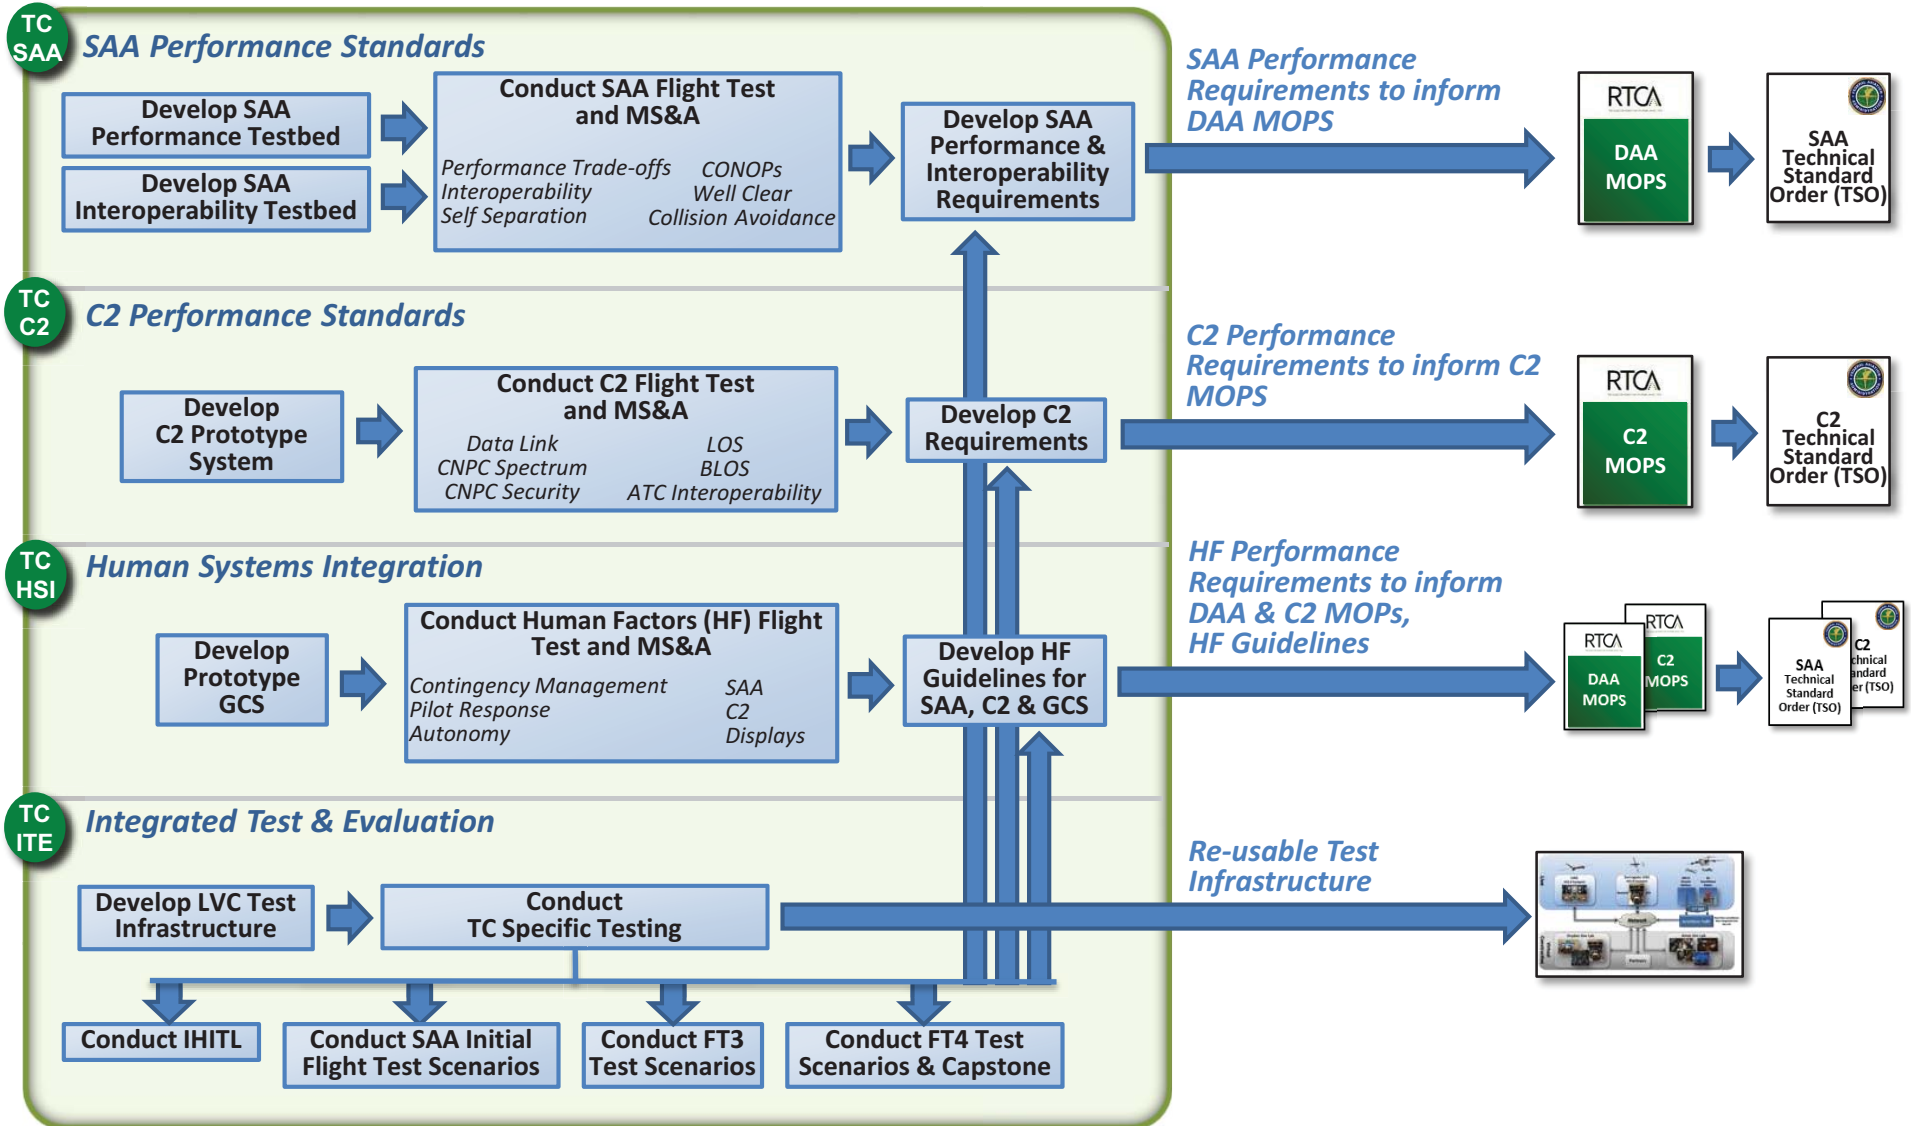 TC
SAA
SAA Performance Standards
Develop SAA
Performance Testbed
Develop SAA
Interoperability Testbed
Conduct SAA Flight Test
and MS&A
Performance Trade-offs
Interoperability
Self Separation
CONOPs
Well Clear
Collision Avoidance
Develop SAA
Performance &
Interoperability
Requirements
SAA Performance
Requirements to inform
DAA MOPS
RTCA
DAA
MOPS
SAA
Technical
Standard
Order (TSO)
TC
C2
C2 Performance Standards
Develop
C2 Prototype
System
Conduct C2 Flight Test
and MS&A
Data Link
CNPC Spectrum
CNPC Security
LOS
BLOS
ATC Interoperability
Develop C2
Requirements
C2 Performance
Requirements to inform C2
MOPS
RTCA
C2
MOPS
C2
Technical
Standard
Order (TSO)
TC
HSI
Human Systems Integration
Develop
Prototype
GCS
Conduct Human Factors (HF) Flight
Test and MS&A
Contingency Management
Pilot Response
Autonomy
SAA
C2
Displays
Develop HF
Guidelines for
SAA, C2 & GCS
HF Performance
Requirements to inform
DAA & C2 MOPs,
HF Guidelines
RTCA
DAA
MOPS
RTCA
C2
MOPS
SAA
Technical
Standard
Order (TSO)
C2
chnical
andard
er (TSO)
TC
ITE
Integrated Test & Evaluation
Develop LVC Test
Infrastructure
Conduct
TC Specific Testing
Re-usable Test
Infrastructure
Network
Partners
Conduct IHITL
Conduct SAA Initial
Flight Test Scenarios
Conduct FT3
Test Scenarios
Conduct FT4 Test
Scenarios & Capstone